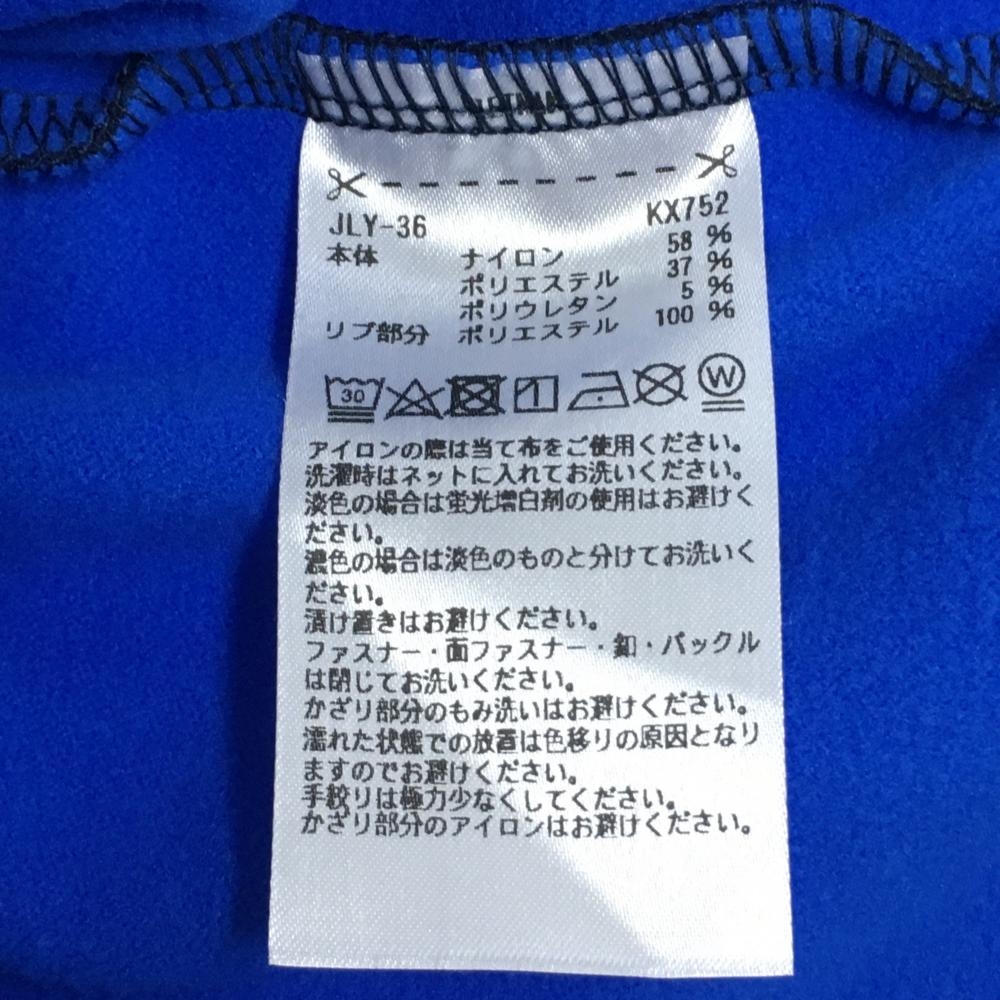 JLY-36 KX752
本体 ナイロン 58 %
ポリエステル 37 %
ポリウレタン 5 %
リブ部分 ポリエステル 100 %
30 W
アイロンの際は当て布をご使用ください。
洗濯時はネットに入れてお洗いください。
淡色の場合は蛍光増白剤の使用はお避けく
ださい。
濃色の場合は淡色のものと分けてお洗いく
ださい。
漬け置きはお避けください。
ファスナー・面ファスナー・釦・バックル
は閉じてお洗いください。
かざり部分のもみ洗いはお避けください。
濡れた状態での放置は色移りの原因となり
ますのでお避けください。
手絞りは極力少なくしてください。
かざり部分のアイロンはお避けください。